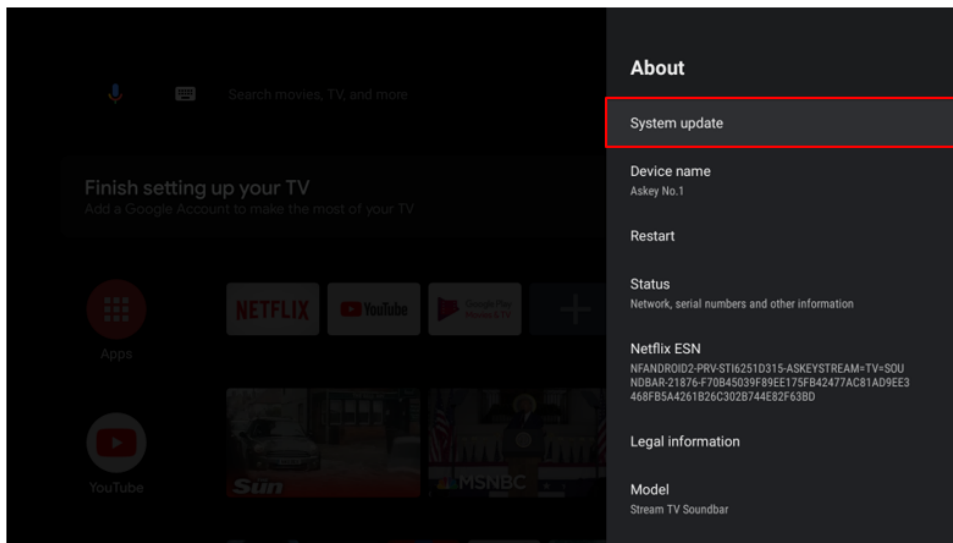 Search movies, TV, and more
Finish setting up your TV
Add a Google Account to make the most of your TV
NETFLIX
YouTube
Google Play
Movies & TV
Apps
YouTube
Sun
MSNBC
About
System update
Device name
Askey No.1
Restart
Status
Network, serial numbers and other information
Netflix ESN
NFANDROID2-PRV-STI6251D315-ASKEYSTREAM=TV=SOU
NDBAR-21876-F70B45039F89EE175FB42477AC81AD9EE3
468FB5A4261B26C302B744E82F63BD
Legal information
Model
Stream TV Soundbar